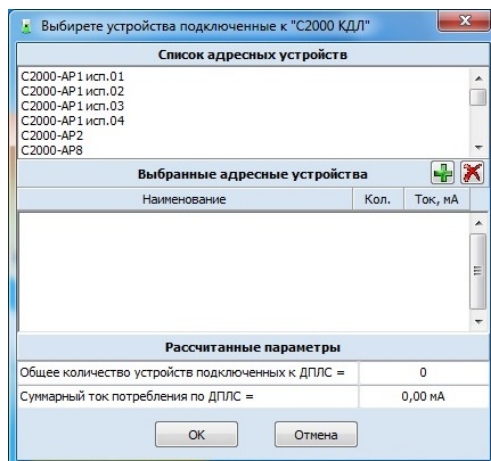 Выбирете устройства подключенные к "С2000 КДЛ"
Список адресных устройств
С2000-АР1 исп.01
С2000-АР1 исп.02
С2000-АР1 исп.03
С2000-АР1 исп.04
С2000-АР2
С2000-АР8
Выбранные адресные устройства
Наименование Кол. Ток, мА
Рассчитанные параметры
Общее количество устройств подключенных к ДПЛС = 0
Суммарный ток потребления по ДПЛС = 0,00 мА
ОК Отмена